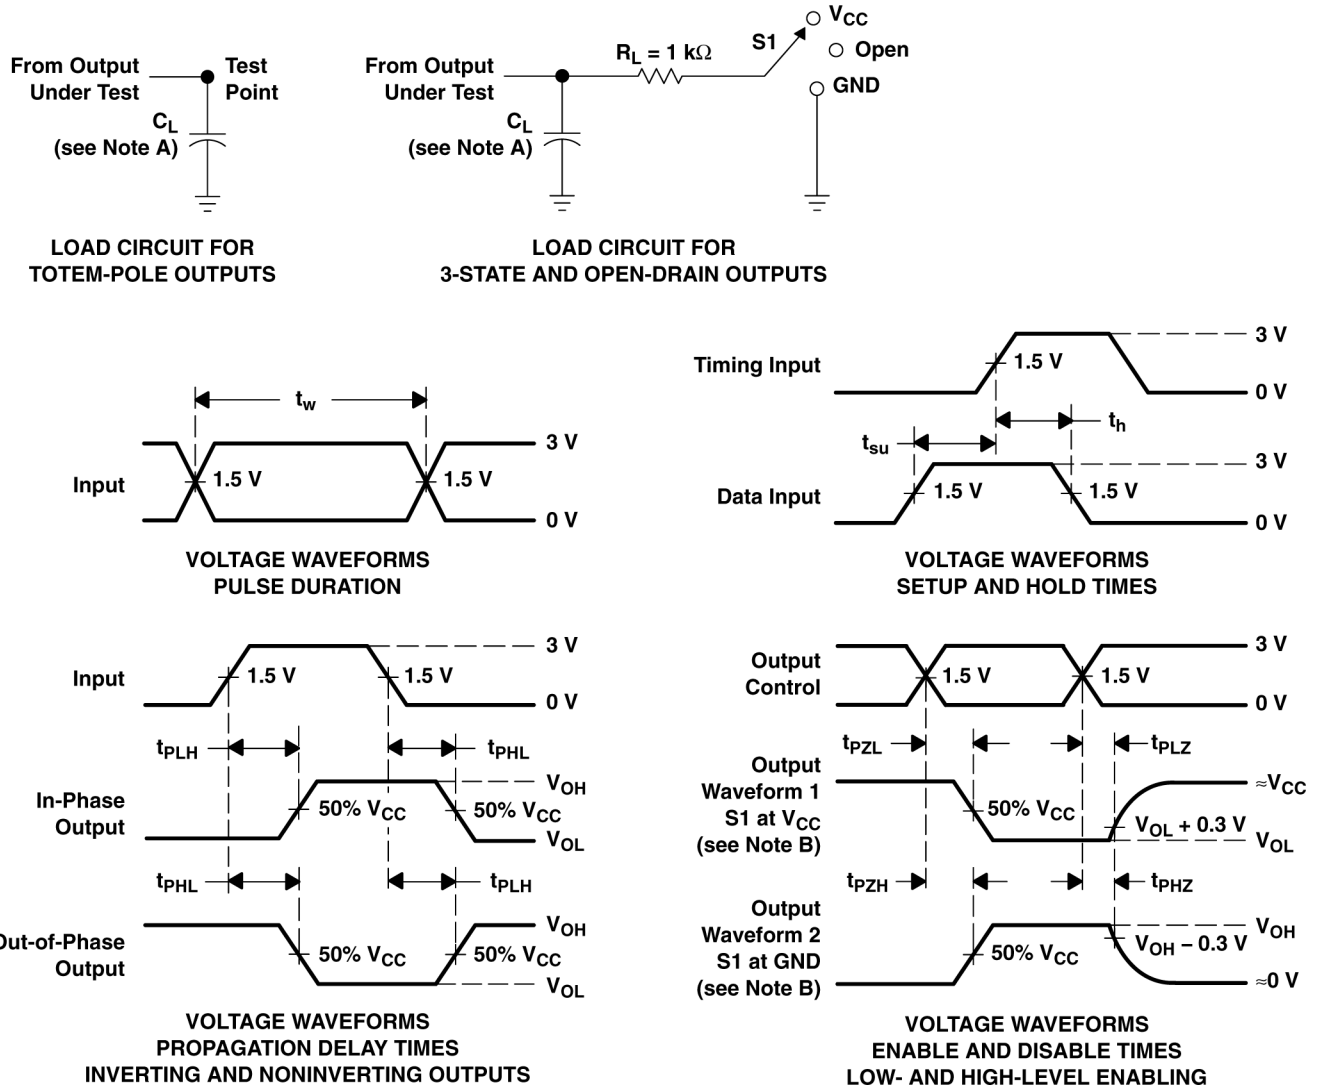 From Output
Under Test
Test
Point
CL
(see Note A)
LOAD CIRCUIT FOR
TOTEM-POLE OUTPUTS
From Output
Under Test
RL = 1 kΩ
S1
VCC
Open
GND
CL
(see Note A)
LOAD CIRCUIT FOR
3-STATE AND OPEN-DRAIN OUTPUTS
tw
Input
1.5 V
1.5 V
3 V
0 V
VOLTAGE WAVEFORMS
PULSE DURATION
Timing Input
1.5 V
3 V
0 V
th
tsu
Data Input
1.5 V
1.5 V
3 V
0 V
VOLTAGE WAVEFORMS
SETUP AND HOLD TIMES
Input
1.5 V
1.5 V
3 V
0 V
tPLH
tPHL
In-Phase
Output
50% VCC
50% VCC
VOH
VOL
tPHL
tPLH
Out-of-Phase
Output
50% VCC
50% VCC
VOH
VOL
VOLTAGE WAVEFORMS
PROPAGATION DELAY TIMES
INVERTING AND NONINVERTING OUTPUTS
Output
Control
1.5 V
1.5 V
3 V
0 V
tPZL
tPLZ
Output
Waveform 1
S1 at VCC
(see Note B)
50% VCC
VOL + 0.3 V
≈VCC
VOL
tPZH
tPHZ
Output
Waveform 2
S1 at GND
(see Note B)
50% VCC
VOH − 0.3 V
VOH
≈0 V
VOLTAGE WAVEFORMS
ENABLE AND DISABLE TIMES
LOW- AND HIGH-LEVEL ENABLING